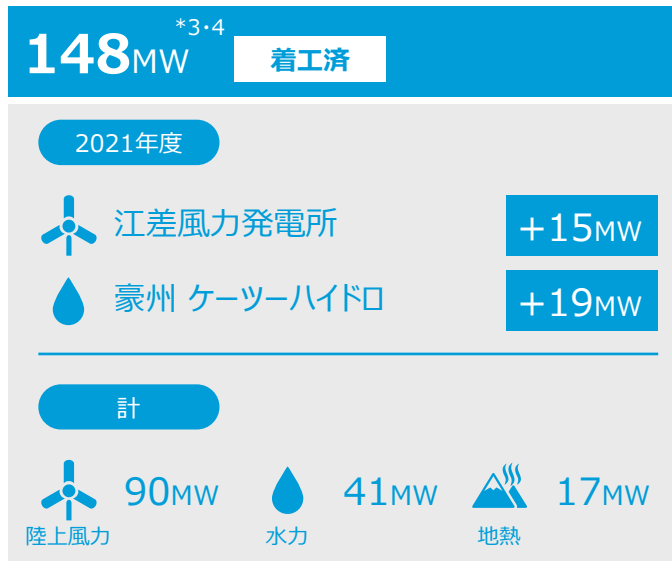 148MW *3·4 着工済
2021年度
江差風力発電所 +15MW
豪州 ケーツーハイドロ +19MW
計
90MW 41MW 17MW
陸上風力 水力 地熱